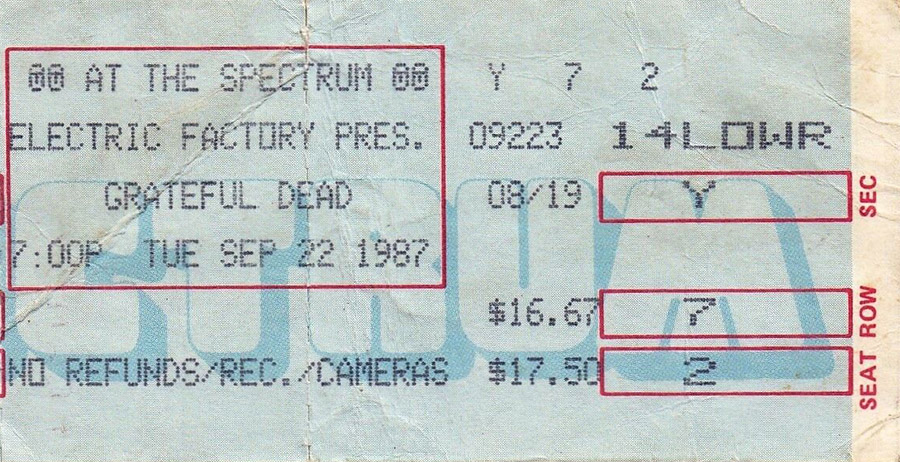 00 AT THE SPECTRUM 00 Y 7 2
ELECTRIC FACTORY PRES. 09223 14LOWR
GRATEFUL DEAD 08/19 Y SEC
7:00P TUE SEP 22 1987
$16.67 7 ROW
NO REFUNDS/REC./CAMERAS $17.50 2 SEAT
CTRUM